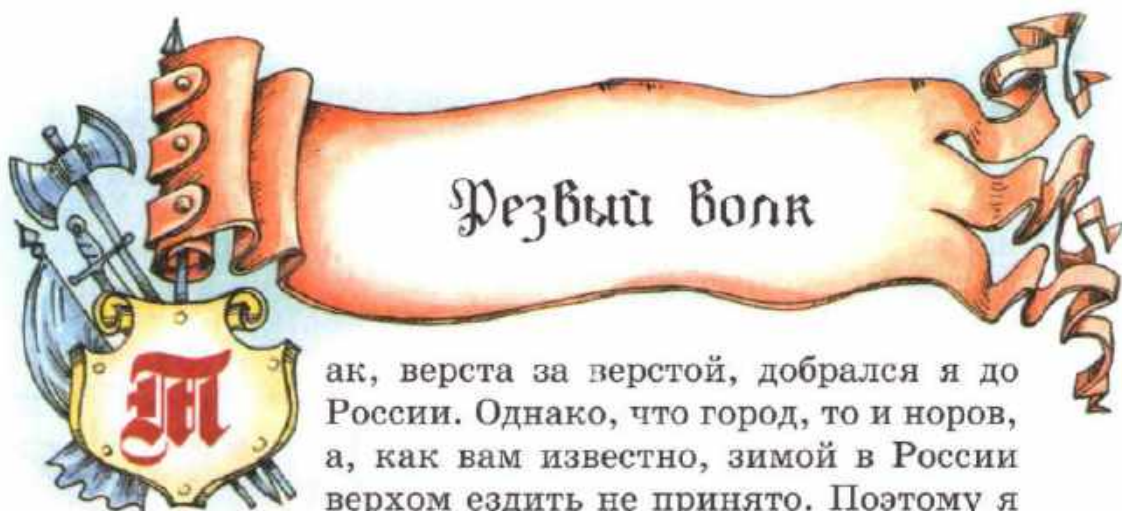 Резвый волк
Так, верста за верстой, добрался я до
России. Однако, что город, то и норов,
а, как вам известно, зимой в России
верхом ездить не принято. Поэтому я